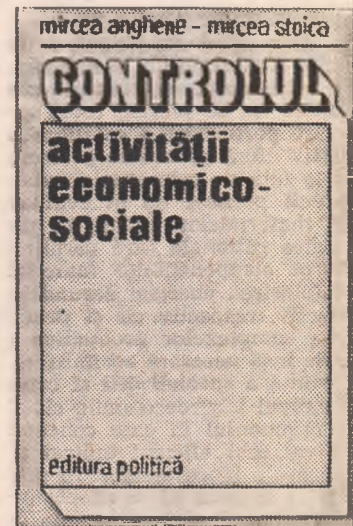 mircea anghene - mircea stoica
CONTROLUL
activității
economico-
sociale
editura politică